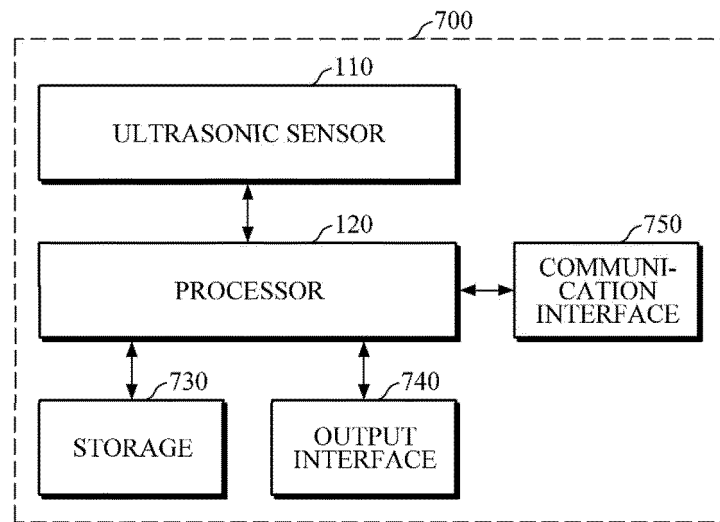 700
110
ULTRASONIC SENSOR
120
PROCESSOR
750
COMMUNI-
CATION
INTERFACE
730
STORAGE
740
OUTPUT
INTERFACE